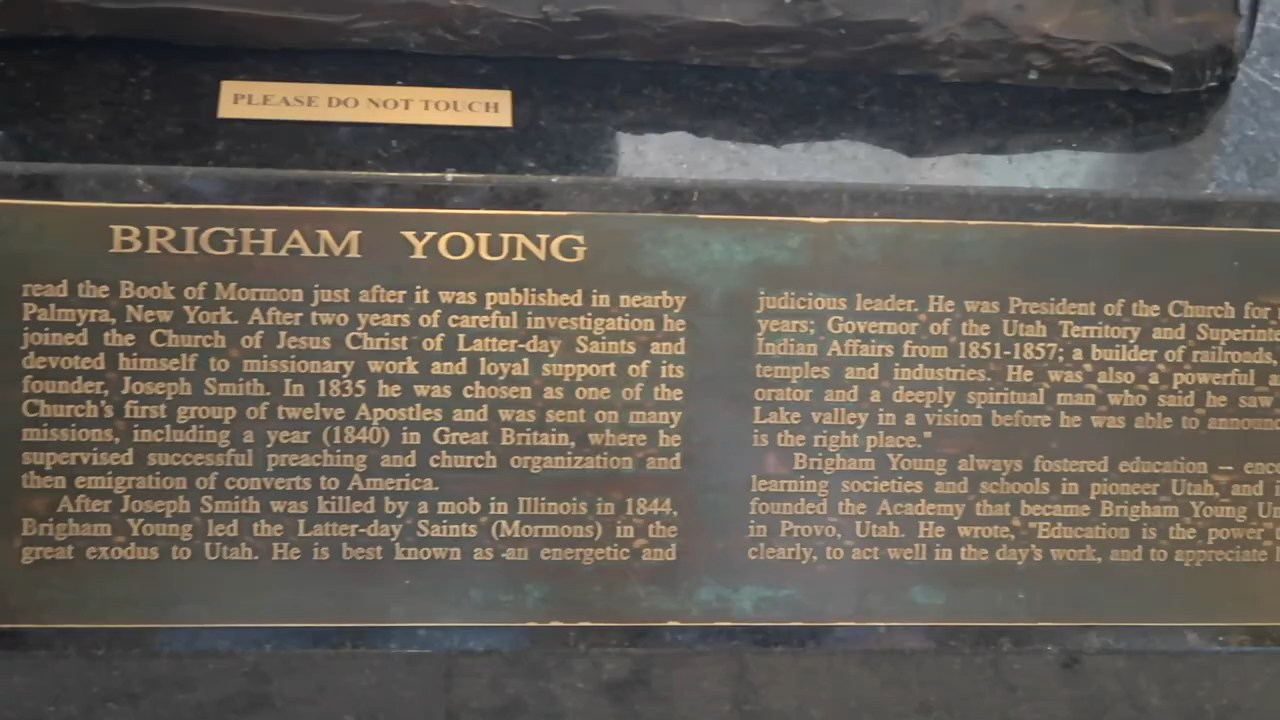 PLEASE DO NOT TOUCH
BRIGHAM YOUNG
read the Book of Mormon just after it was published in nearby
Palmyra, New York. After two years of careful investigation he
joined the Church of Jesus Christ of Latter-day Saints and
devoted himself to missionary work and loyal support of its
founder, Joseph Smith. In 1835 he was chosen as one of the
Church's first group of twelve Apostles and was sent on many
missions, including a year (1840) in Great Britain, where he
supervised successful preaching and church organization and
then emigration of converts to America.
After Joseph Smith was killed by a mob in Illinois in 1844,
Brigham Young led the Latter-day Saints (Mormons) in the
great exodus to Utah. He is best known as an energetic and
judicious leader. He was President of the Church for
years; Governor of the Utah Territory and
Indian Affairs from 1851-1857; a builder of railroads,
temples and industries. He was also a powerful
orator and a deeply spiritual man who said he saw
Lake valley in a vision before he was able to
is the right place."
Brigham Young always fostered education --
learning societies and schools in pioneer Utah, and
founded the Academy that became Brigham Young
in Provo, Utah. He wrote, "Education is the power
clearly, to act well in the day's work, and to appreciate